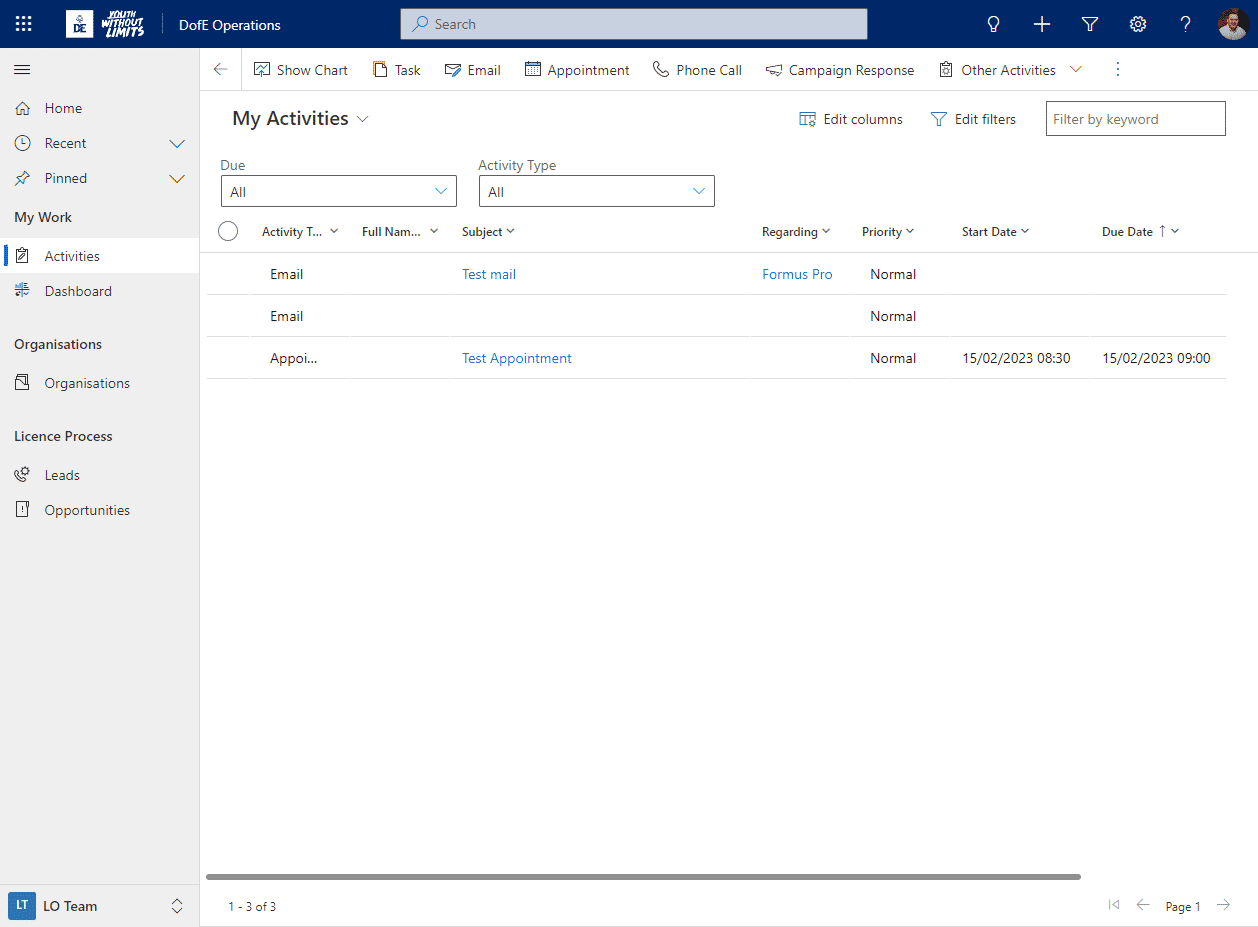 DE YOUTH WITHOUT LIMITS DofE Operations Search ?
Show Chart Task Email Appointment Phone Call Campaign Response Other Activities
Home
Recent
Pinned
My Work
Activities
Dashboard
Organisations
Organisations
Licence Process
Leads
Opportunities
LT LO Team
My Activities Edit columns Edit filters Filter by keyword
Due Activity Type
All All
Activity T... Full Nam... Subject Regarding Priority Start Date Due Date ↑
Email Test mail Formus Pro Normal
Email Normal
Appoi... Test Appointment Normal 15/02/2023 08:30 15/02/2023 09:00
1 - 3 of 3 Page 1